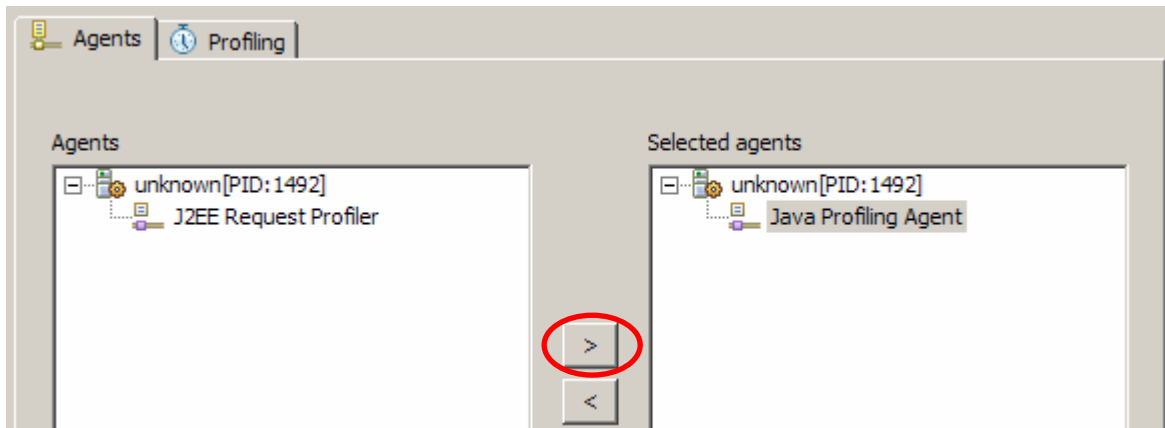 Agents Profiling
Agents
unknown[PID:1492]
J2EE Request Profiler
>
<
Selected agents
unknown[PID:1492]
Java Profiling Agent